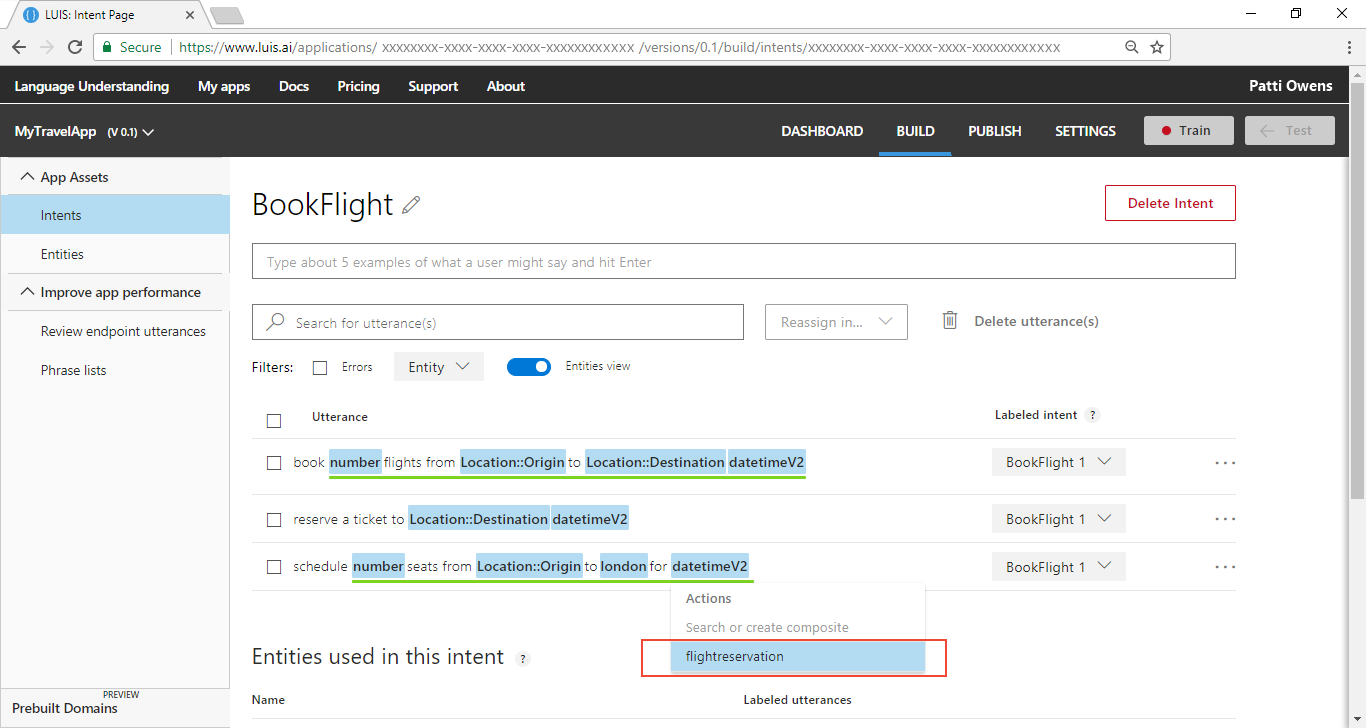 LUIS: Intent Page
Secure https://www.luis.ai/applications/ xxxxxxxx-xxxx-xxxx-xxxx-xxxxxxxxxxxx /versions/0.1/build/intents/xxxxxxxx-xxxx-xxxx-xxxx-xxxxxxxxxxxx
Language Understanding My apps Docs Pricing Support About Patti Owens
MyTravelApp (V 0.1) DASHBOARD BUILD PUBLISH SETTINGS Train Test
App Assets
Intents
Entities
Improve app performance
Review endpoint utterances
Phrase lists
PREVIEW
Prebuilt Domains
BookFlight Delete Intent
Type about 5 examples of what a user might say and hit Enter
Search for utterance(s) Reassign in... Delete utterance(s)
Filters: Errors Entity Entities view
Utterance Labeled intent ?
book number flights from Location::Origin to Location::Destination datetimeV2 BookFlight 1 ...
reserve a ticket to Location::Destination datetimeV2 BookFlight 1 ...
schedule number seats from Location::Origin to london for datetimeV2 BookFlight 1 ...
Actions
Search or create composite
flightreservation
Entities used in this intent ?
Name Labeled utterances